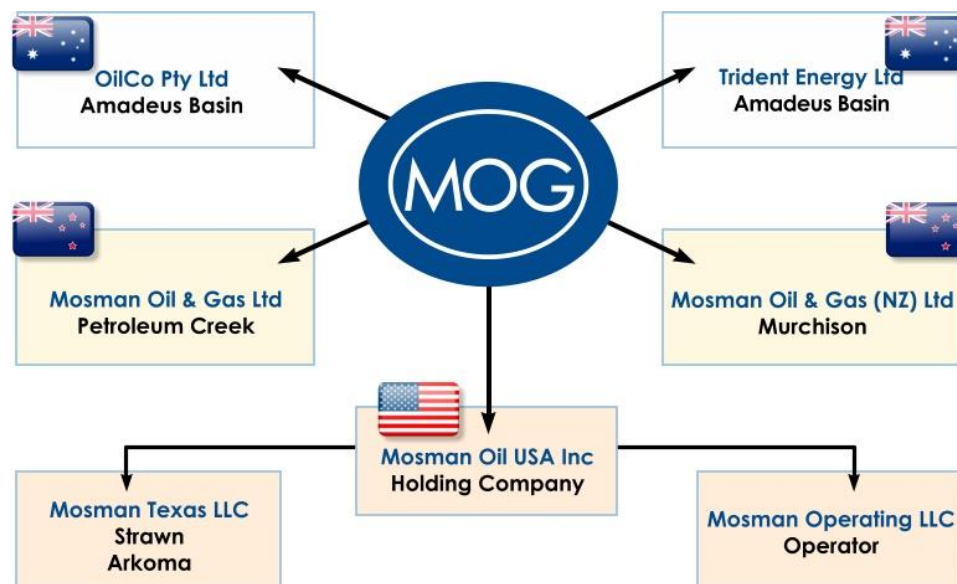 OilCo Pty Ltd
Amadeus Basin
Trident Energy Ltd
Amadeus Basin
MOG
Mosman Oil & Gas Ltd
Petroleum Creek
Mosman Oil & Gas (NZ) Ltd
Murchison
Mosman Oil USA Inc
Holding Company
Mosman Texas LLC
Strawn
Arkoma
Mosman Operating LLC
Operator